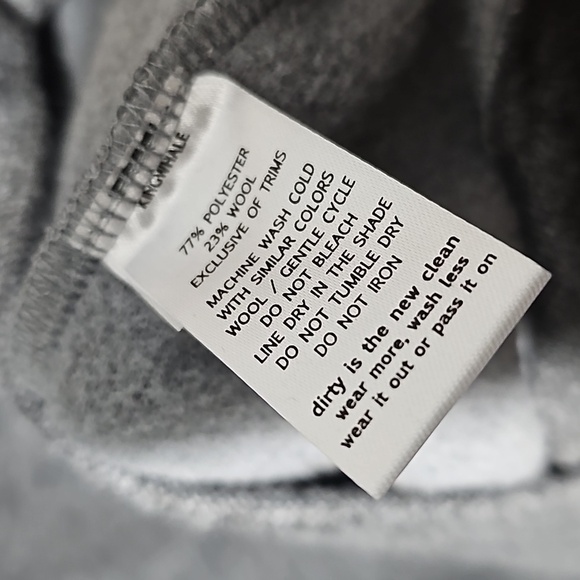 KINGWHALE
77% POLYESTER
23% WOOL
EXCLUSIVE OF TRIMS
MACHINE WASH COLD
WITH SIMILAR COLORS
WOOL / GENTLE CYCLE
DO NOT BLEACH
LINE DRY IN THE SHADE
DO NOT TUMBLE DRY
DO NOT IRON
dirty is the new clean
wear more, wash less
wear it out or pass it on